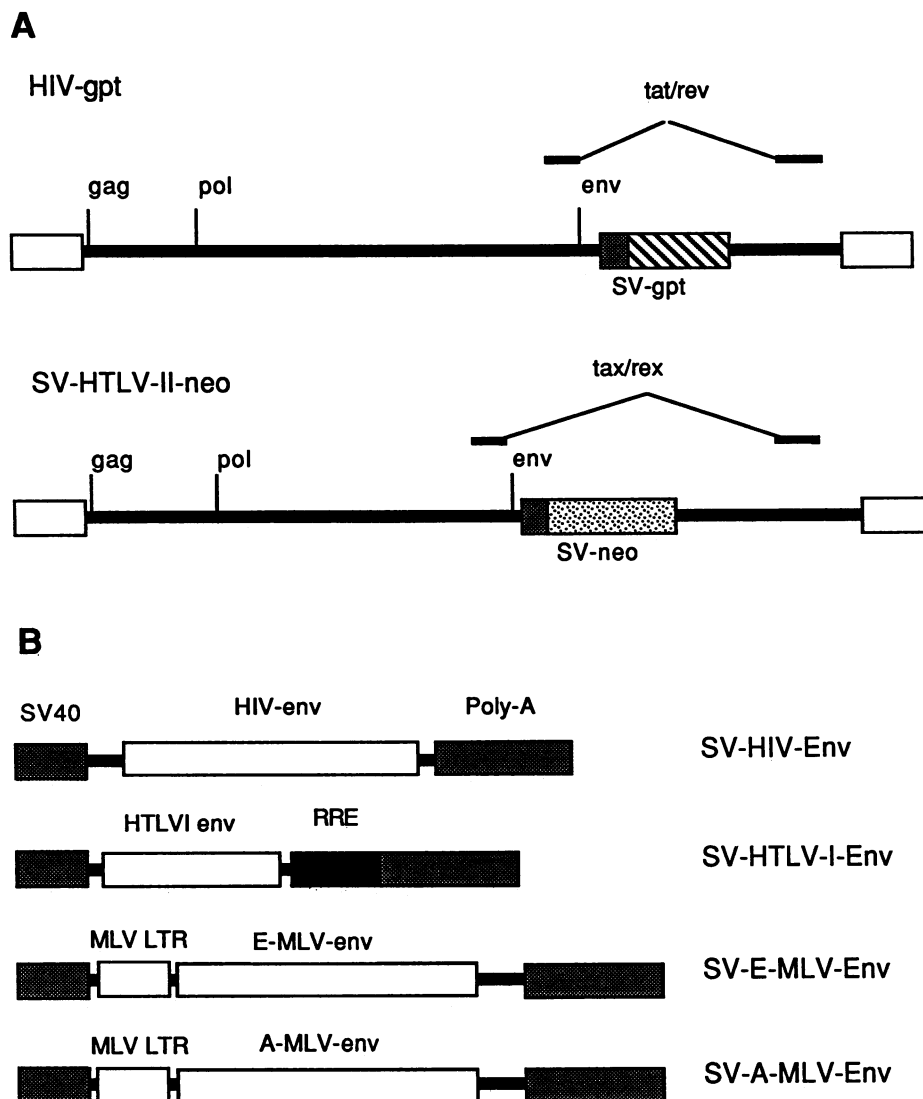 A
HIV-gpt
tat/rev
gag pol env
SV-gpt
SV-HTLV-II-neo
tax/rex
gag pol env
SV-neo
B
SV40 HIV-env Poly-A
SV-HIV-Env
HTLVI env RRE
SV-HTLV-I-Env
MLV LTR E-MLV-env
SV-E-MLV-Env
MLV LTR A-MLV-env
SV-A-MLV-Env